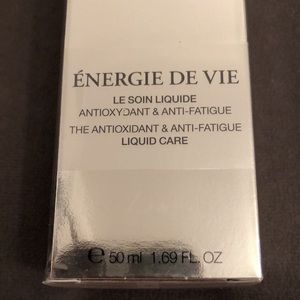 ÉNERGIE DE VIE
LE SOIN LIQUIDE
ANTIOXYDANT & ANTI-FATIGUE
THE ANTIOXIDANT & ANTI-FATIGUE
LIQUID CARE
℮ 50 ml 1.69 FL. OZ